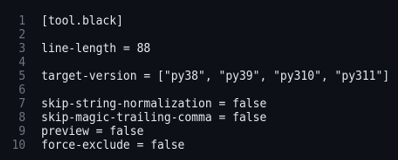 1 [tool.black]
2
3 line-length = 88
4
5 target-version = ["py38", "py39", "py310", "py311"]
6
7 skip-string-normalization = false
8 skip-magic-trailing-comma = false
9 preview = false
10 force-exclude = false